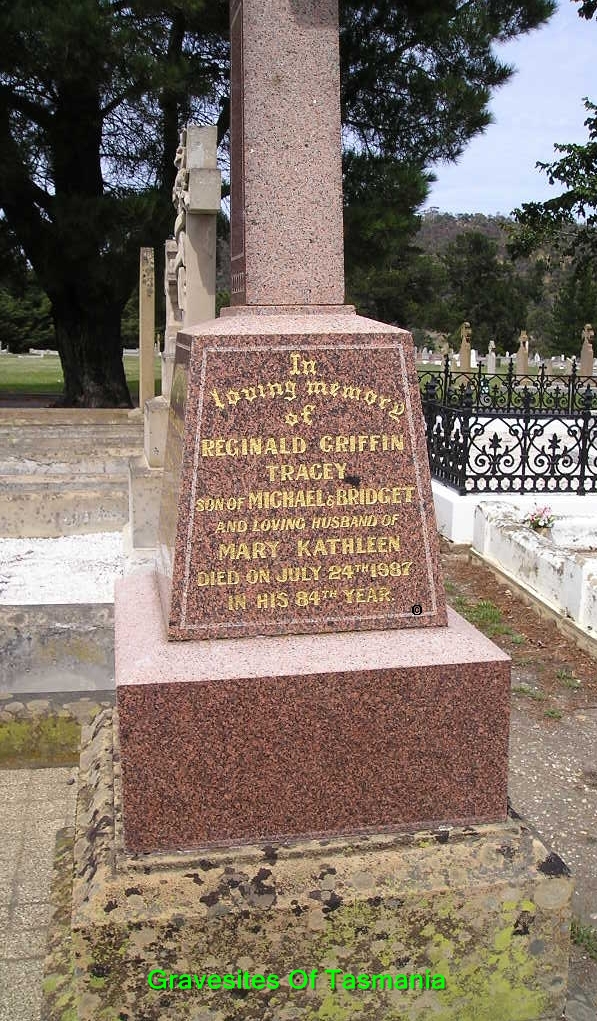 In
loving memory
of
REGINALD GRIFFIN
TRACEY
SON OF MICHAEL & BRIDGET
AND LOVING HUSBAND OF
MARY KATHLEEN
DIED ON JULY 24TH 1987
IN HIS 84TH YEAR
Gravesites Of Tasmania